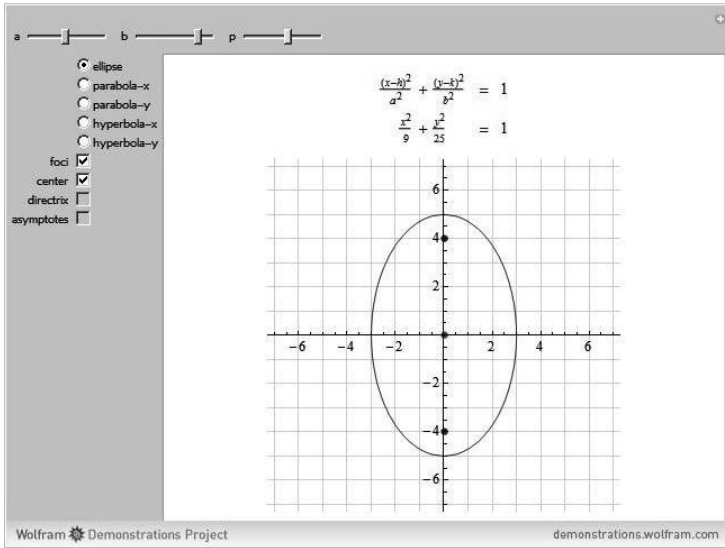 a b p
ellipse
parabola-x
parabola-y
hyperbola-x
hyperbola-y
foci
center
directrix
asymptotes
(x-h)²/a² + (y-k)²/b² = 1
x²/9 + y²/25 = 1
6
4
2
-6 -4 -2 2 4 6
-2
-4
-6
Wolfram Demonstrations Project demonstrations.wolfram.com